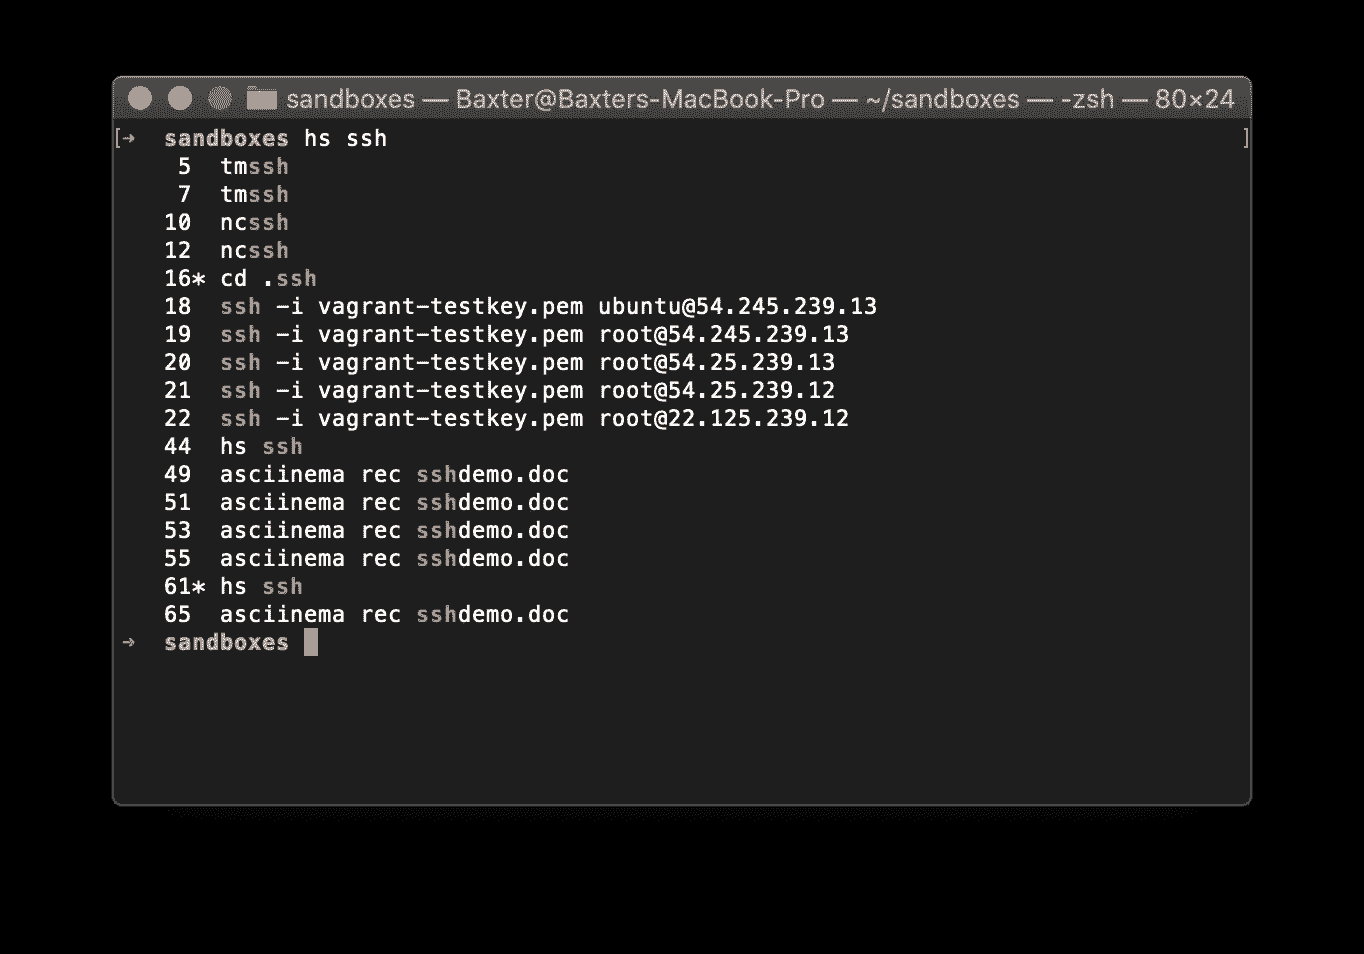 sandboxes — Baxter@Baxters-MacBook-Pro — ~/sandboxes — -zsh — 80×24
[➜  sandboxes hs ssh ]
5  tmssh
7  tmssh
10  ncssh
12  ncssh
16* cd .ssh
18  ssh -i vagrant-testkey.pem ubuntu@54.245.239.13
19  ssh -i vagrant-testkey.pem root@54.245.239.13
20  ssh -i vagrant-testkey.pem root@54.25.239.13
21  ssh -i vagrant-testkey.pem root@54.25.239.12
22  ssh -i vagrant-testkey.pem root@22.125.239.12
44  hs ssh
49  asciinema rec sshdemo.doc
51  asciinema rec sshdemo.doc
53  asciinema rec sshdemo.doc
55  asciinema rec sshdemo.doc
61* hs ssh
65  asciinema rec sshdemo.doc
➜  sandboxes